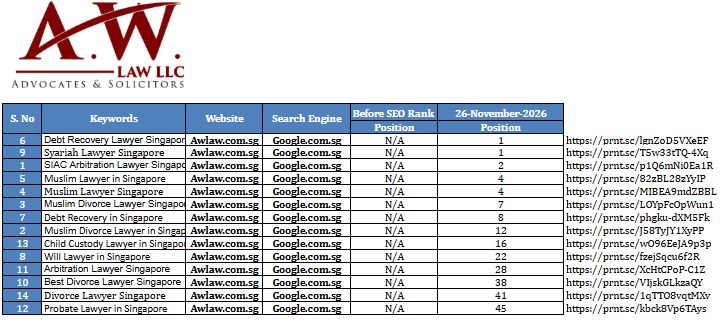 A.W.
LAW LLC
ADVOCATES & SOLICITORS
S. No Keywords Website Search Engine Before SEO Rank 26-November-2026
Position Position
6 Debt Recovery Lawyer Singapor Awlaw.com.sg Google.com.sg N/A 1 https://prnt.sc/lgnZoD5VXeEF
9 Syariah Lawyer Singapore Awlaw.com.sg Google.com.sg N/A 1 https://prnt.sc/T5w33tTQ-4Xq
1 SIAC Arbitration Lawyer Singapo Awlaw.com.sg Google.com.sg N/A 2 https://prnt.sc/p1Q6mNi0Ea1R
5 Muslim Lawyer in Singapore Awlaw.com.sg Google.com.sg N/A 4 https://prnt.sc/82zBL28zYyIP
4 Muslim Lawyer Singapore Awlaw.com.sg Google.com.sg N/A 4 https://prnt.sc/MIBEA9mdZBBL
3 Muslim Divorce Lawyer Singapor Awlaw.com.sg Google.com.sg N/A 7 https://prnt.sc/LOYpFcOpWun1
7 Debt Recovery in Singapore Awlaw.com.sg Google.com.sg N/A 8 https://prnt.sc/phgku-dXM5Fk
2 Muslim Divorce Lawyer in Singap Awlaw.com.sg Google.com.sg N/A 12 https://prnt.sc/J58TyJY1XyPP
13 Child Custody Lawyer in Singapo Awlaw.com.sg Google.com.sg N/A 16 https://prnt.sc/wO96EeJA9p3p
8 Will Lawyer in Singapore Awlaw.com.sg Google.com.sg N/A 22 https://prnt.sc/fzejSqcu6f2R
11 Arbitration Lawyer Singapore Awlaw.com.sg Google.com.sg N/A 28 https://prnt.sc/XcHtCPoP-C1Z
10 Best Divorce Lawyer Singapore Awlaw.com.sg Google.com.sg N/A 38 https://prnt.sc/VIjskGLkzaQY
14 Divorce Lawyer Singapore Awlaw.com.sg Google.com.sg N/A 41 https://prnt.sc/1qTTO8vqtMXv
12 Probate Lawyer in Singapore Awlaw.com.sg Google.com.sg N/A 45 https://prnt.sc/kbck8Vp6TAys